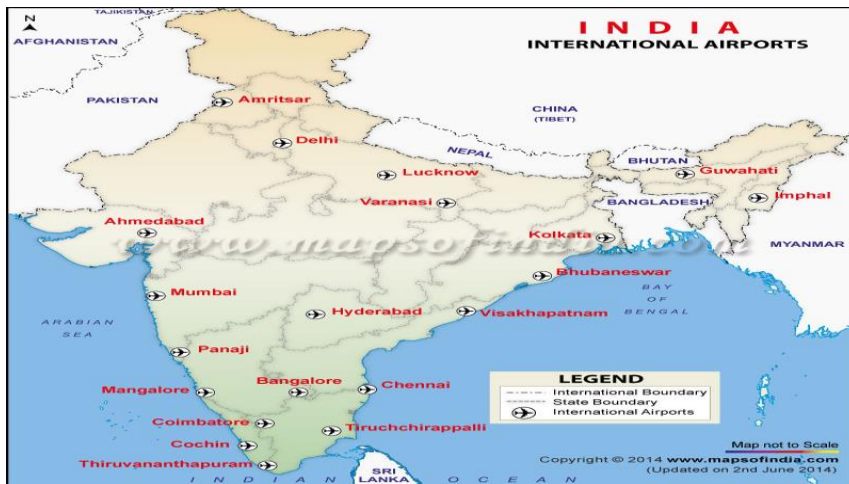 TAJIKISTAN
N
AFGHANISTAN
INDIA
INTERNATIONAL AIRPORTS
PAKISTAN
Amritsar
CHINA
(TIBET)
Delhi
NEPAL
Lucknow
BHUTAN
Guwahati
Varanasi
BANGLADESH
Imphal
Ahmedabad
Kolkata
www.mapsofindia.com
MYANMAR
Bhubaneswar
Mumbai
BAY
OF
BENGAL
Hyderabad
Visakhapatnam
ARABIAN
SEA
Panaji
LEGEND
International Boundary
State Boundary
International Airports
Mangalore
Bangalore
Chennai
Coimbatore
Tiruchchirappalli
Cochin
Map not to Scale
Thiruvananthapuram
SRI
LANKA
Copyright © 2014 www.mapsofindia.com
(Updated on 2nd June 2014)
INDIAN OCEAN